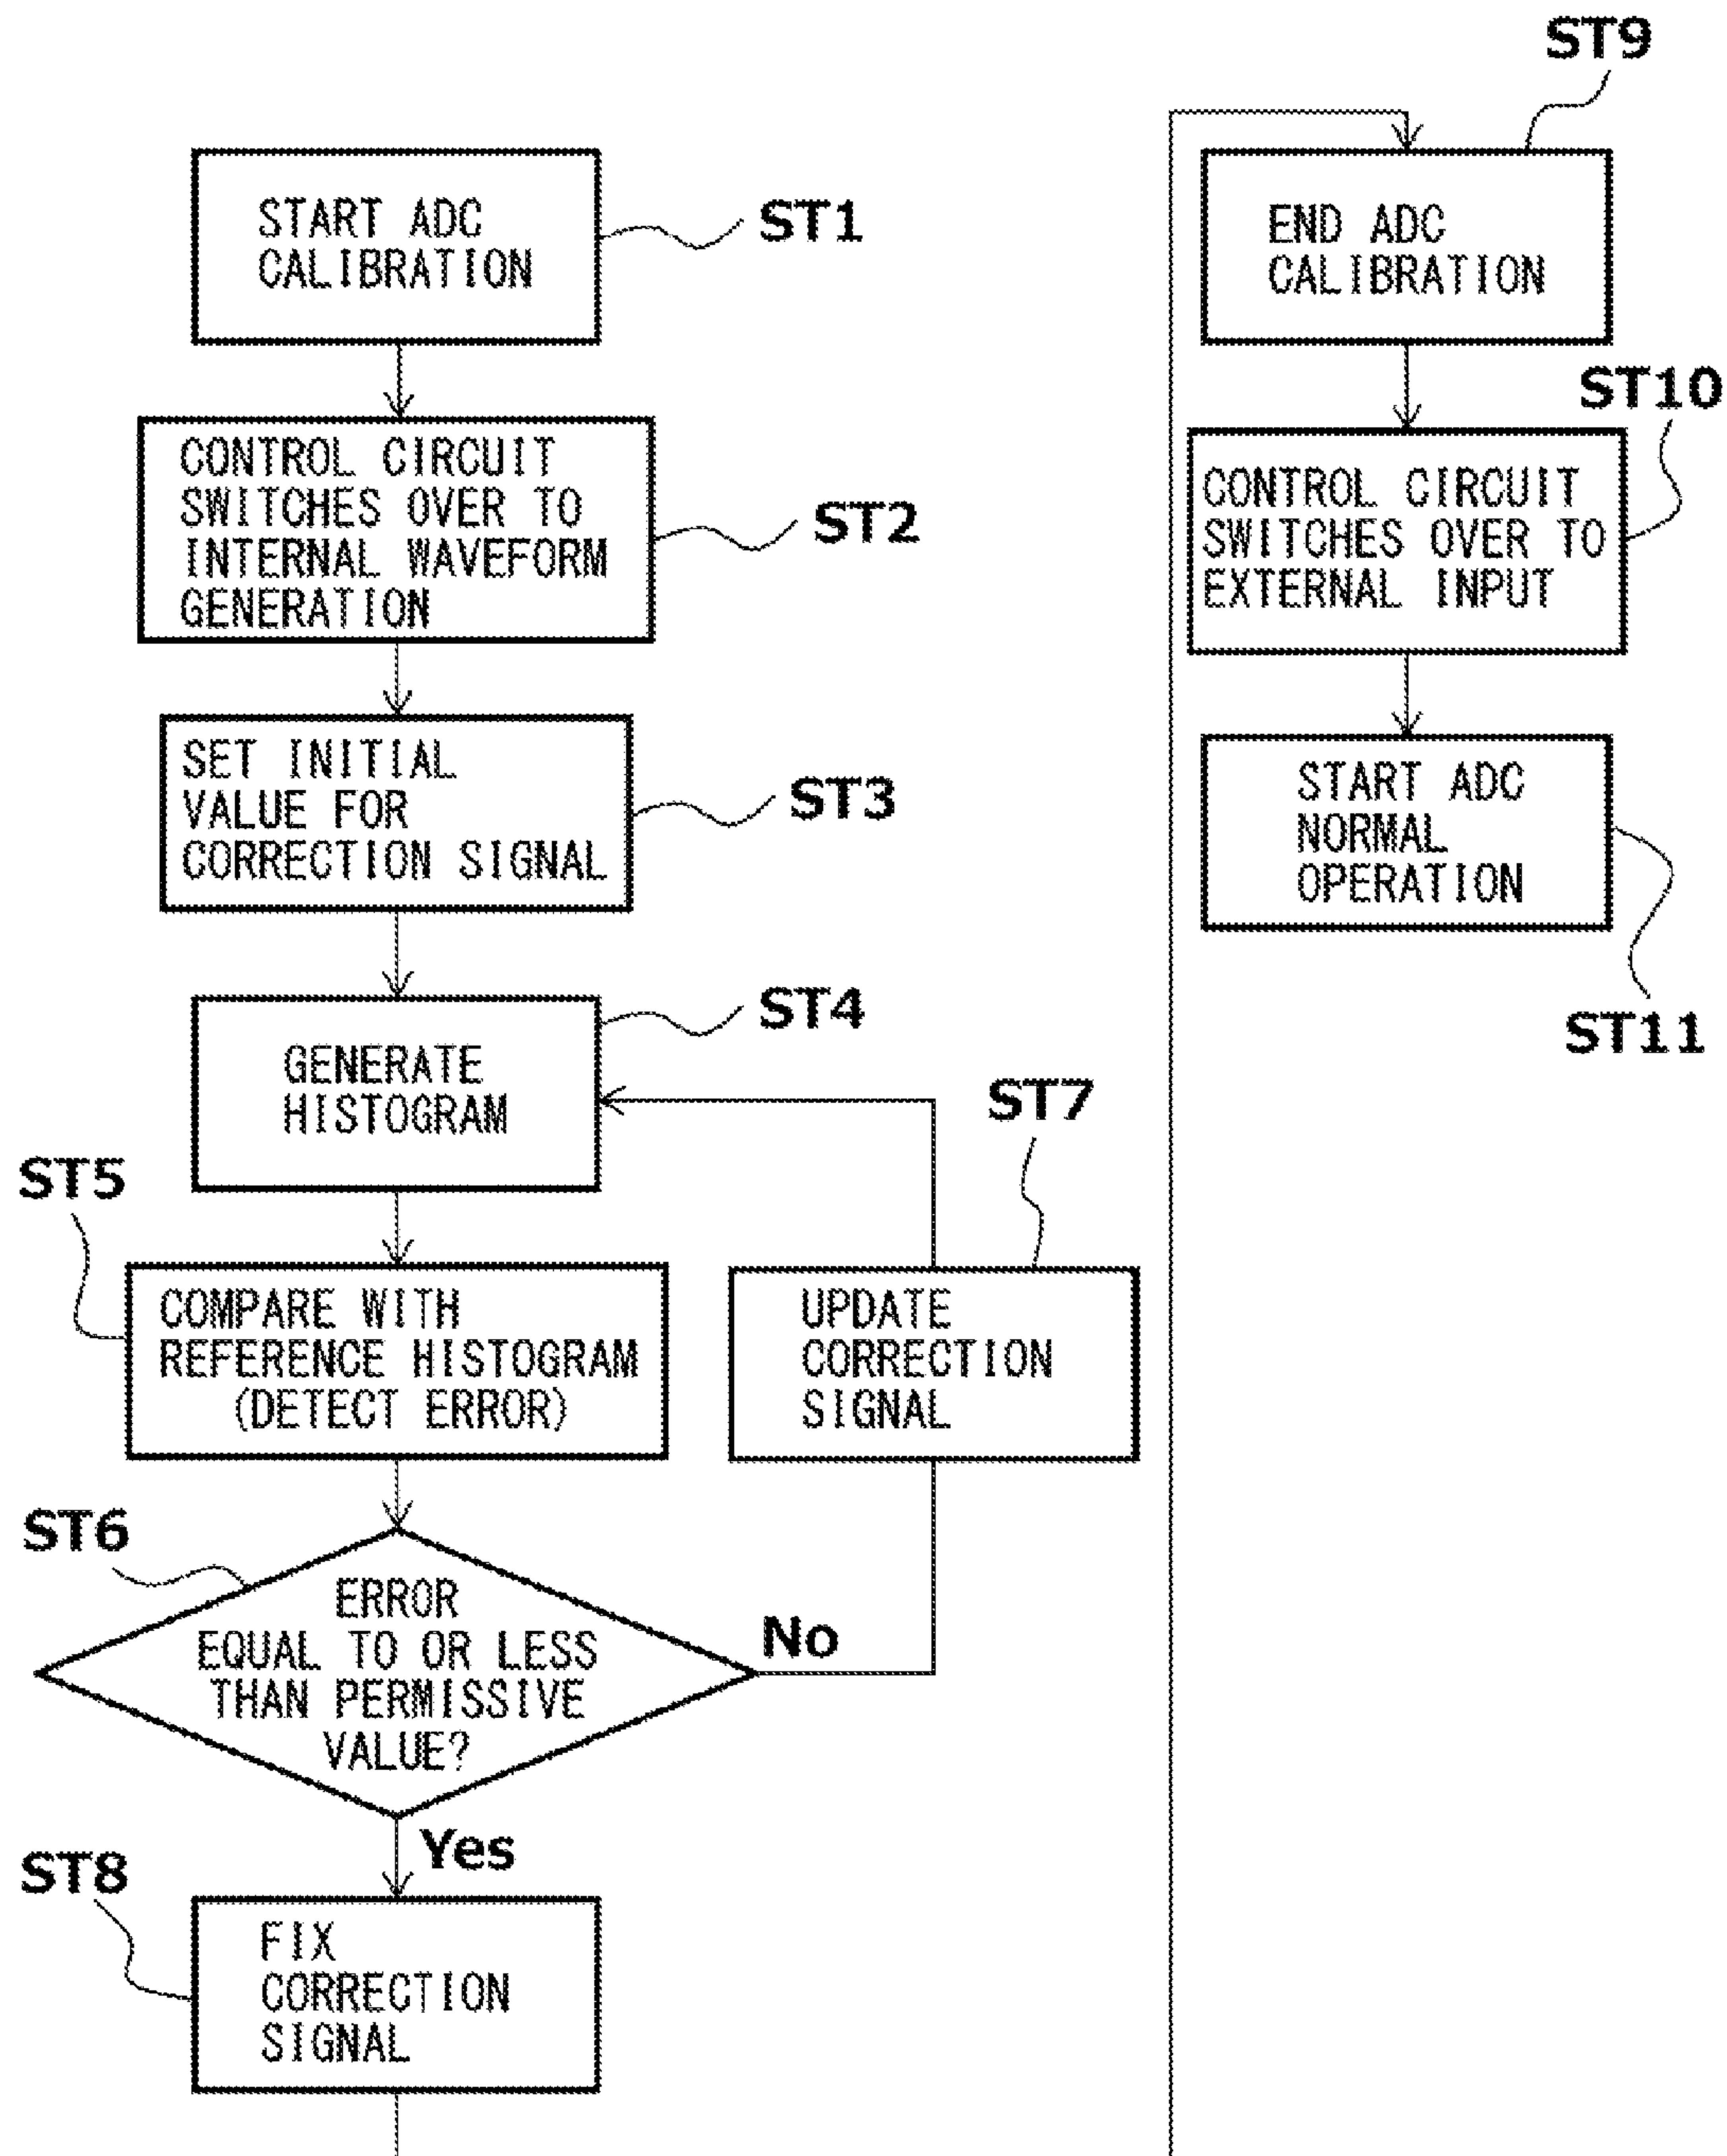 START ADC
CALIBRATION
ST1
CONTROL CIRCUIT
SWITCHES OVER TO
INTERNAL WAVEFORM
GENERATION
ST2
SET INITIAL
VALUE FOR
CORRECTION SIGNAL
ST3
GENERATE
HISTOGRAM
ST4
ST5
COMPARE WITH
REFERENCE HISTOGRAM
(DETECT ERROR)
ST6
ERROR
EQUAL TO OR LESS
THAN PERMISSIVE
VALUE?
No
ST7
UPDATE
CORRECTION
SIGNAL
Yes
ST8
FIX
CORRECTION
SIGNAL
ST9
END ADC
CALIBRATION
ST10
CONTROL CIRCUIT
SWITCHES OVER TO
EXTERNAL INPUT
START ADC
NORMAL
OPERATION
ST11